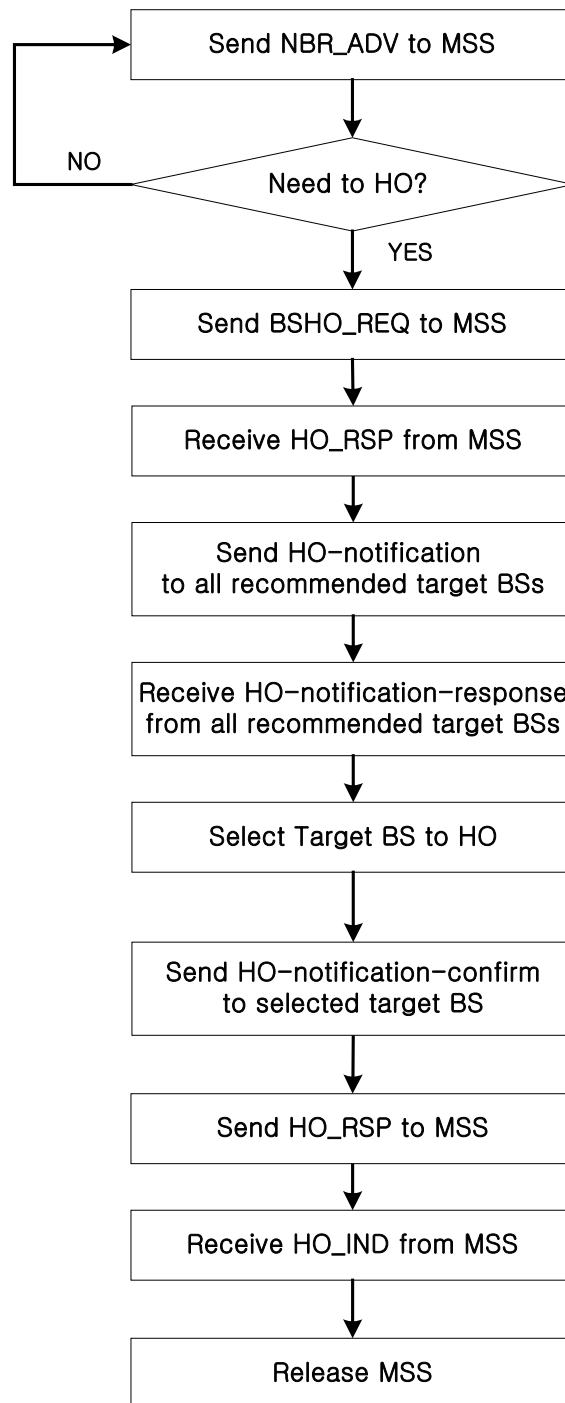 Send NBR_ADV to MSS
NO
Need to HO?
YES
Send BSHO_REQ to MSS
Receive HO_RSP from MSS
Send HO-notification
to all recommended target BSs
Receive HO-notification-response
from all recommended target BSs
Select Target BS to HO
Send HO-notification-confirm
to selected target BS
Send HO_RSP to MSS
Receive HO_IND from MSS
Release MSS